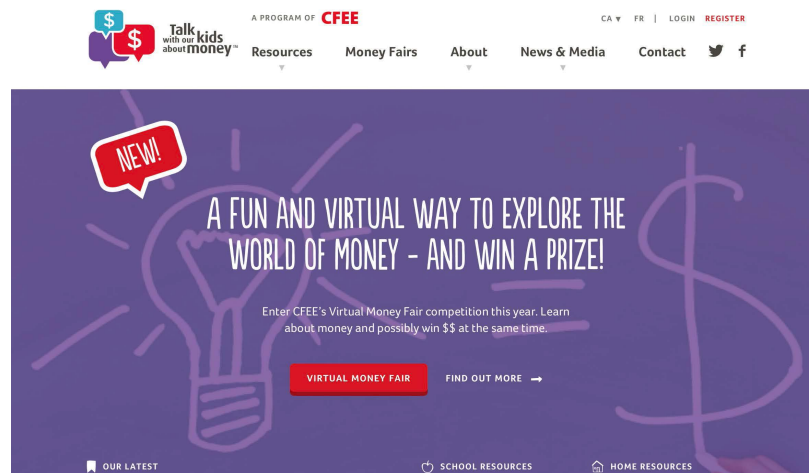 A PROGRAM OF CFEE
CA ▼ FR | LOGIN REGISTER
$
$
Talk
with our kids
about money™
Resources Money Fairs About News & Media Contact
NEW!
A FUN AND VIRTUAL WAY TO EXPLORE THE
WORLD OF MONEY – AND WIN A PRIZE!
Enter CFEE's Virtual Money Fair competition this year. Learn
about money and possibly win $$ at the same time.
VIRTUAL MONEY FAIR FIND OUT MORE →
OUR LATEST SCHOOL RESOURCES HOME RESOURCES